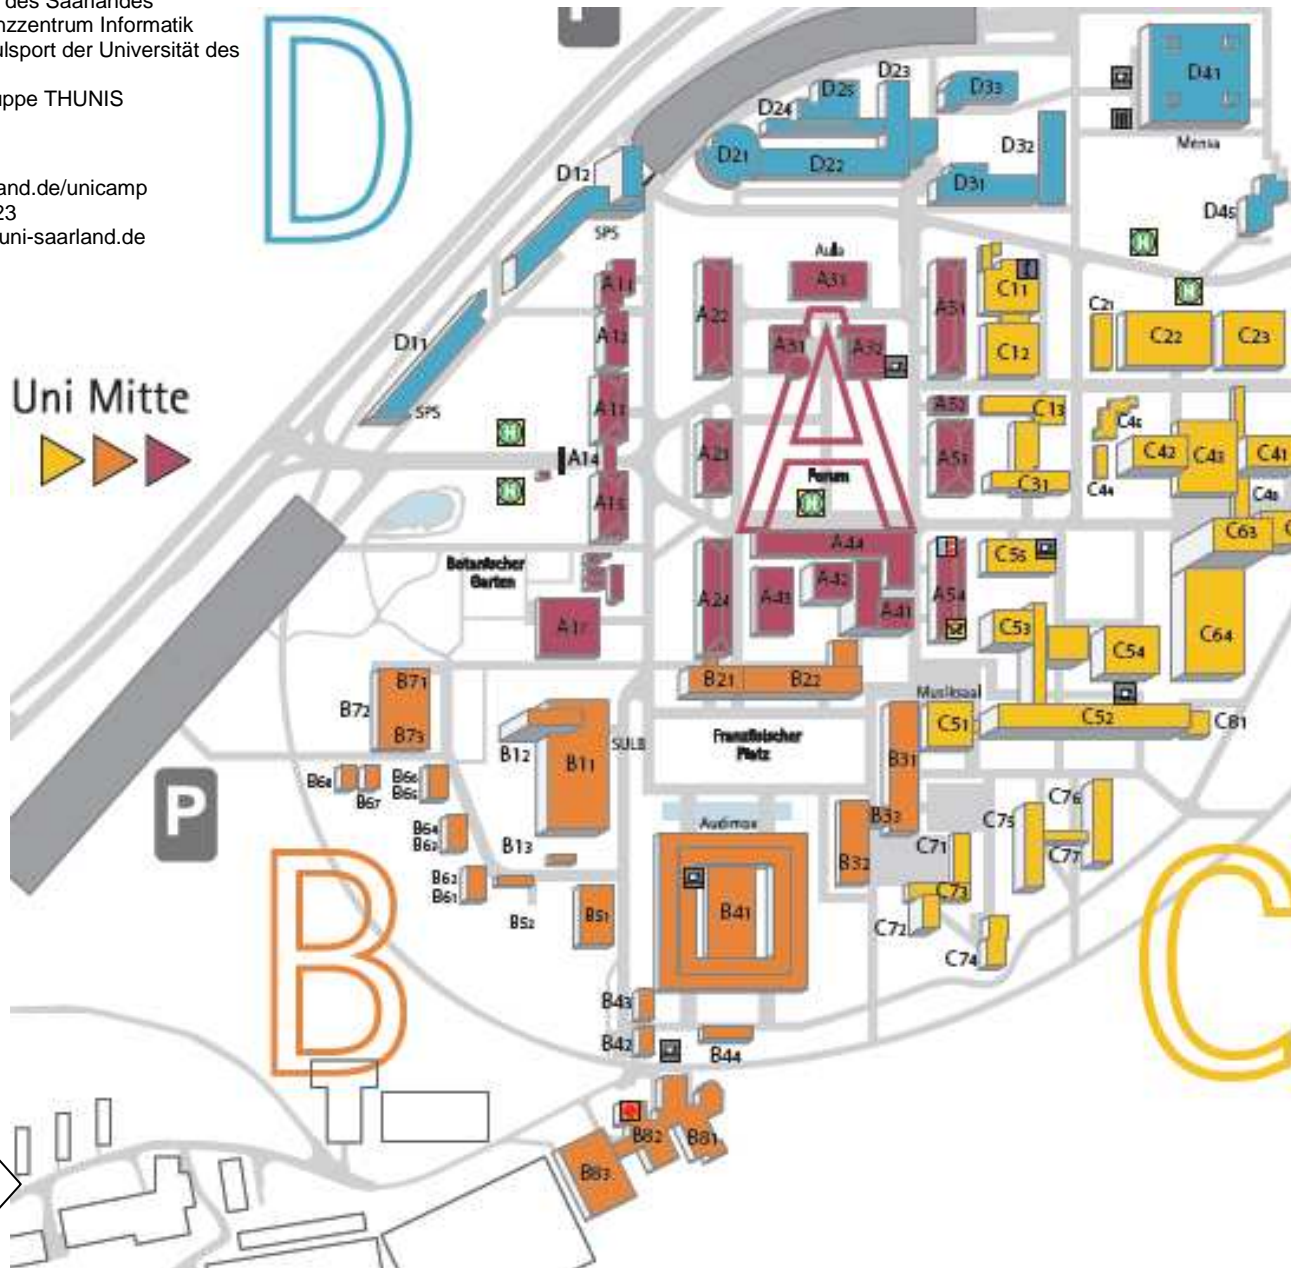 des Saarlandes
nzzentrum Informatik
ulsport der Universität des
uppe THUNIS
and.de/unicamp
23
uni-saarland.de
D
P
D23
D25
D24
D33
D41
D21
D22
D32
Mensa
D12
D31
D45
SPS
Aula
A11
A22
A31
A51
C11
C21
C22
C23
A12
A31
A32
C12
D11
Uni Mitte
SPS
A13
A52
C13
A
A14
A23
A53
C42
C43
C41
C31
C44
Forum
A15
C63
A44
C55
Botanischer
Garten
A42
A24
A43
A54
A41
A17
C53
C54
C64
B71
B21
B22
Musiksaal
B72
B73
C51
C52
C81
B12
SULB
Französischer
Platz
B11
B31
B68
B67
B66
B65
C76
P
B64
B63
B13
Audimax
B33
C75
C71
C77
B32
B62
B61
C73
B52
B51
B41
C72
C74
B
C
B43
B42
B44
B82
B81
B83